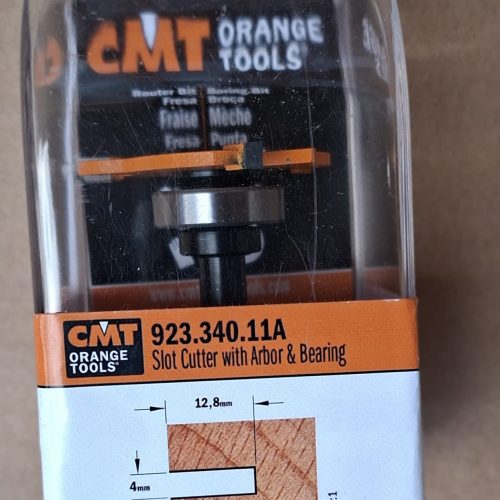 CMT ORANGE
TOOLS®
Router Bit Boring Bit
Fresa Broca
Fraise Mèche
Fresa Punta
CMT
ORANGE
TOOLS®
923.340.11A
Slot Cutter with Arbor & Bearing
12,8mm
4mm